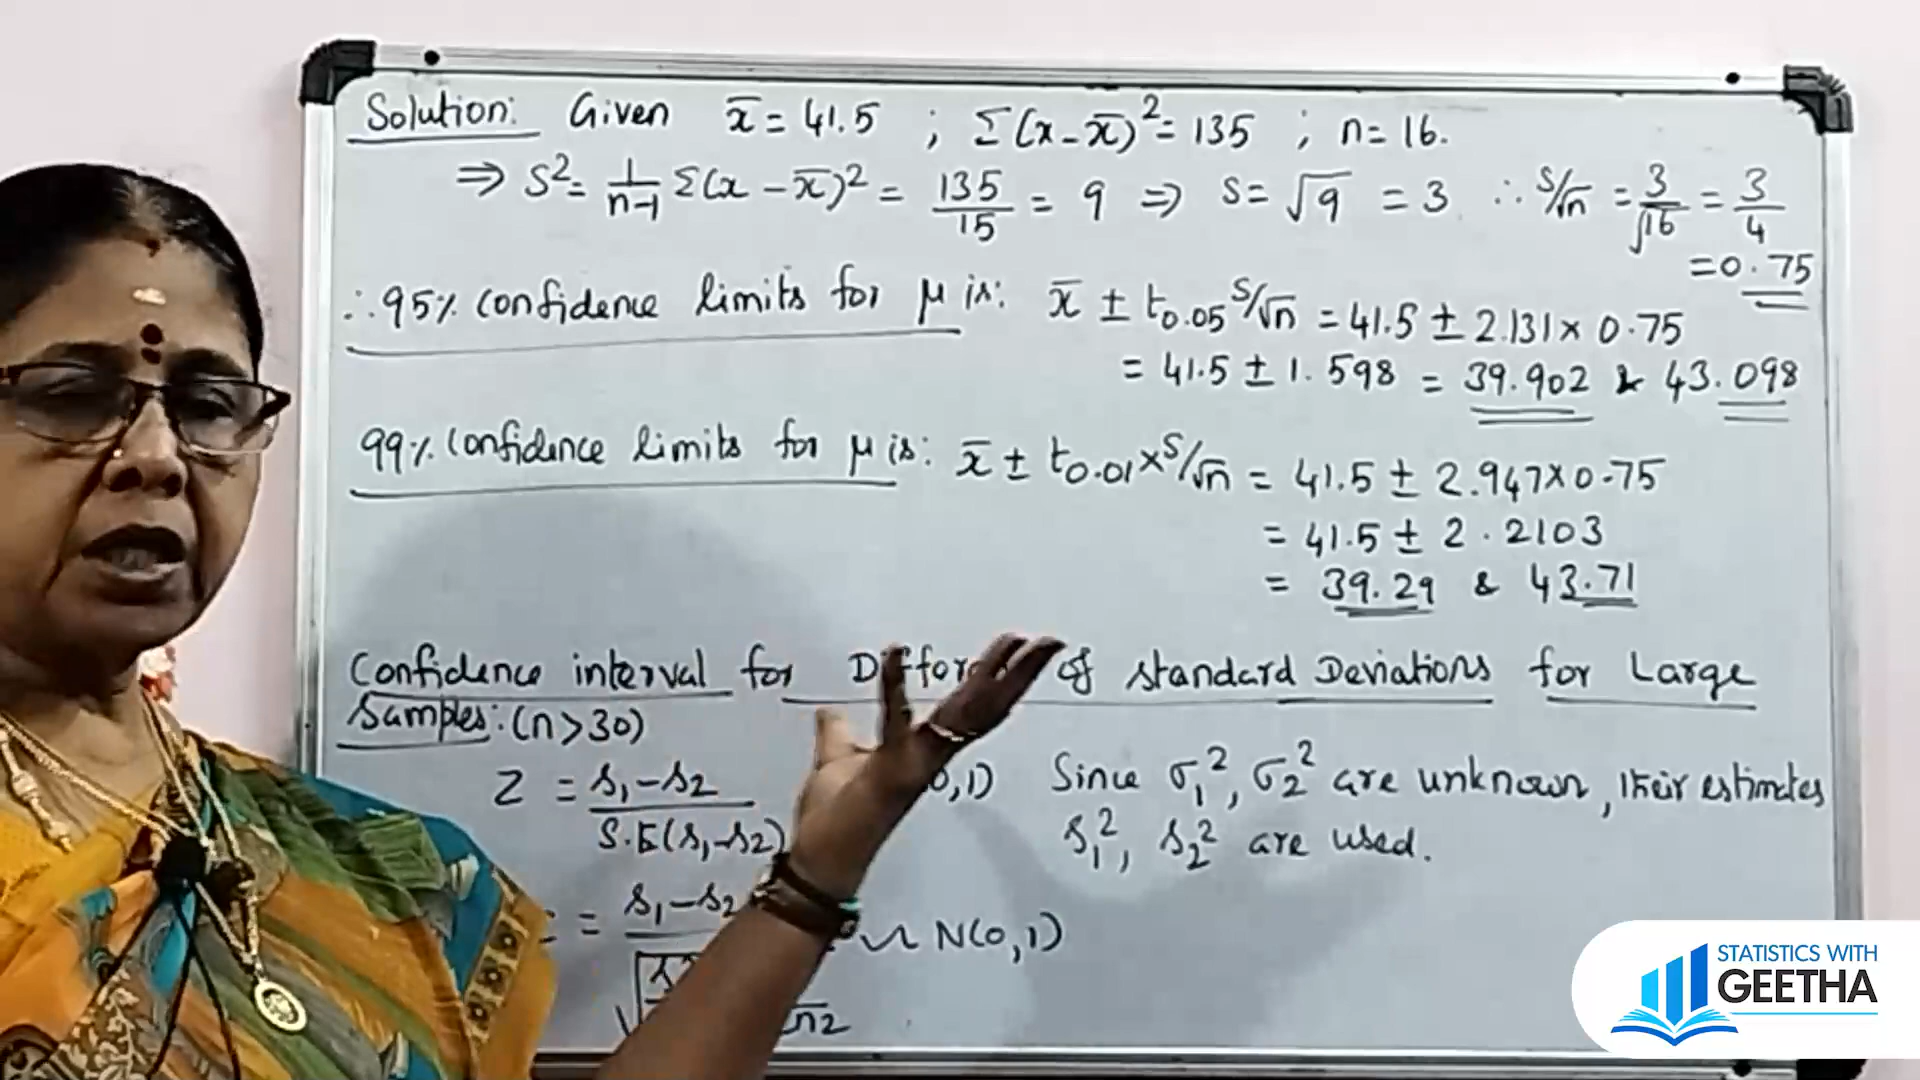 Solution: Given x̄ = 41.5 ; Σ(x - x̄)² = 135 ; n = 16.
⇒ S² = 1/n-1 Σ(x - x̄)² = 135/15 = 9 ⇒ S = √9 = 3 ∴ S/√n = 3/√16 = 3/4
= 0.75
∴ 95% confidence limits for μ is: x̄ ± t0.05 S/√n = 41.5 ± 2.131 × 0.75
= 41.5 ± 1.598 = 39.902 & 43.098
99% confidence limits for μ is: x̄ ± t0.01 × S/√n = 41.5 ± 2.947 × 0.75
= 41.5 ± 2.2103
= 39.29 & 43.71
Confidence interval for of Standard Deviations for Large
Samples: (n>30)
Z = s₁-s₂ / S.E(s₁-s₂) 0,1) Since σ₁², σ₂² are unknown, their estimates
s₁², s₂² are used.
= s₁-s₂ ~ N(0,1)
n₂
STATISTICS WITH
GEETHA